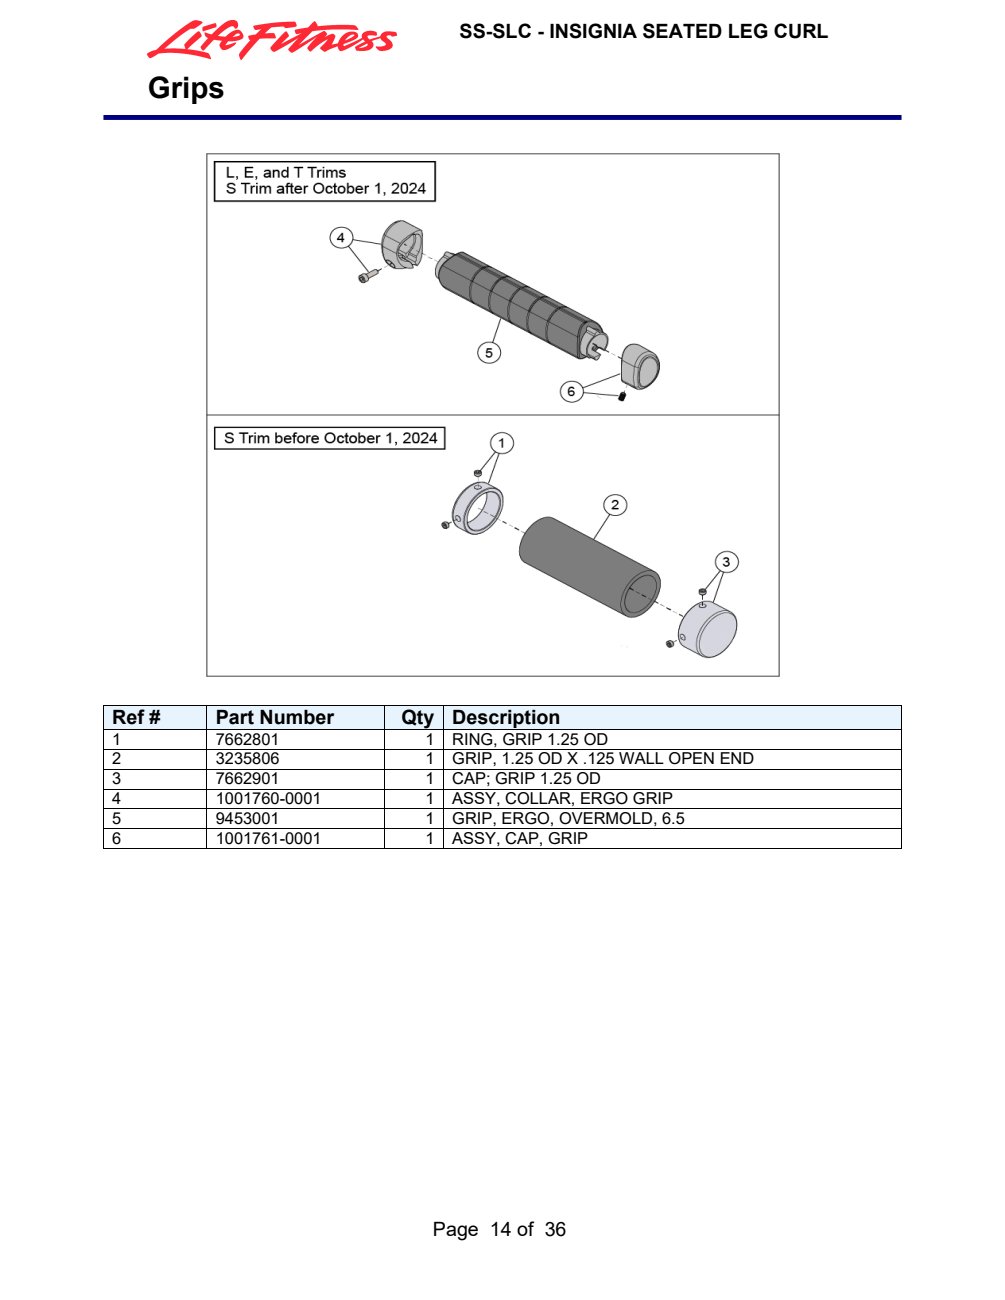 Life Fitness
SS-SLC - INSIGNIA SEATED LEG CURL
Grips
L, E, and T Trims
S Trim after October 1, 2024
4
5
6
S Trim before October 1, 2024
1
2
3
Ref # Part Number Qty Description
1 7662801 1 RING, GRIP 1.25 OD
2 3235806 1 GRIP, 1.25 OD X .125 WALL OPEN END
3 7662901 1 CAP; GRIP 1.25 OD
4 1001760-0001 1 ASSY, COLLAR, ERGO GRIP
5 9453001 1 GRIP, ERGO, OVERMOLD, 6.5
6 1001761-0001 1 ASSY, CAP, GRIP
Page 14 of 36